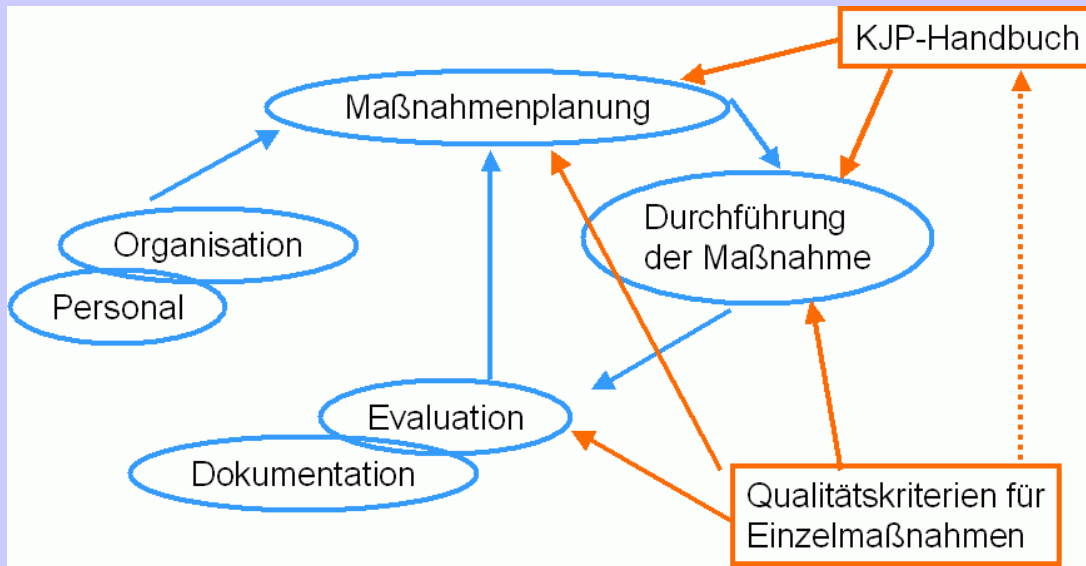 KJP-Handbuch
Maßnahmenplanung
Durchführung
der Maßnahme
Organisation
Personal
Evaluation
Dokumentation
Qualitätskriterien für
Einzelmaßnahmen